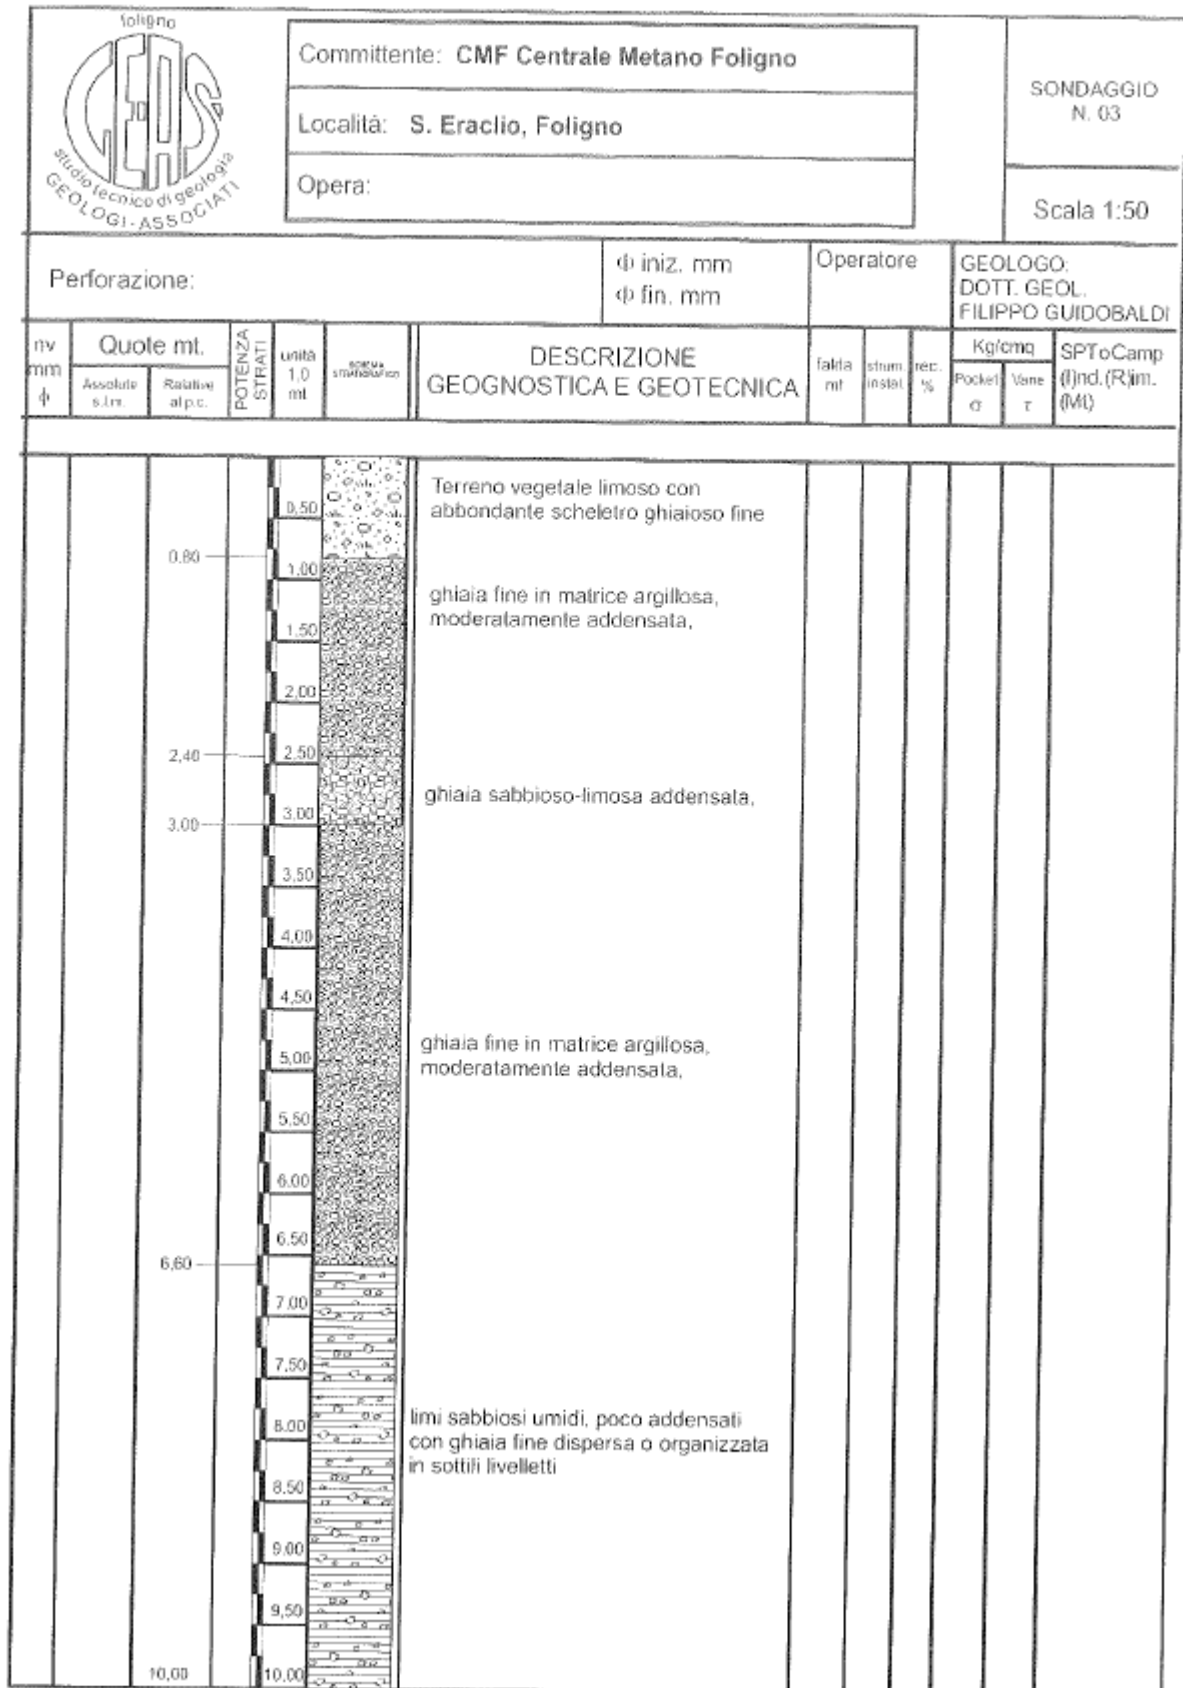 foligno
CEAS
studio tecnico di geologia
GEOLOGI-ASSOCIATI
Committente: CMF Centrale Metano Foligno
Località: S. Eraclio, Foligno
Opera:
SONDAGGIO
N. 03
Scala 1:50
Perforazione:
Φ iniz. mm
Φ fin. mm
Operatore
GEOLOGO:
DOTT. GEOL.
FILIPPO GUIDOBALDI
nv
mm
ϕ
Quote mt.
Assolute
s.l.m.
Relative
al p.c.
POTENZA
STRATI
unità
1,0
mt
SCHEMA
STRATIGRAFICO
DESCRIZIONE
GEOGNOSTICA E GEOTECNICA
falda
mt
strum.
instal.
rec.
%
Kg/cmq
Pocket
σ
Vane
τ
SPToCamp
(I)nd.(R)im.
(Mt)
0,50
Terreno vegetale limoso con
abbondante scheletro ghiaioso fine
0,80
1,00
ghiaia fine in matrice argillosa,
moderatamente addensata,
1,50
2,00
2,40
2,50
ghiaia sabbioso-limosa addensata,
3,00
3,00
3,50
4,00
4,50
ghiaia fine in matrice argillosa,
moderatamente addensata,
5,00
5,50
6,00
6,50
6,60
7,00
7,50
8,00
limi sabbiosi umidi, poco addensati
con ghiaia fine dispersa o organizzata
in sottili livelletti
8,50
9,00
9,50
10,00
10,00